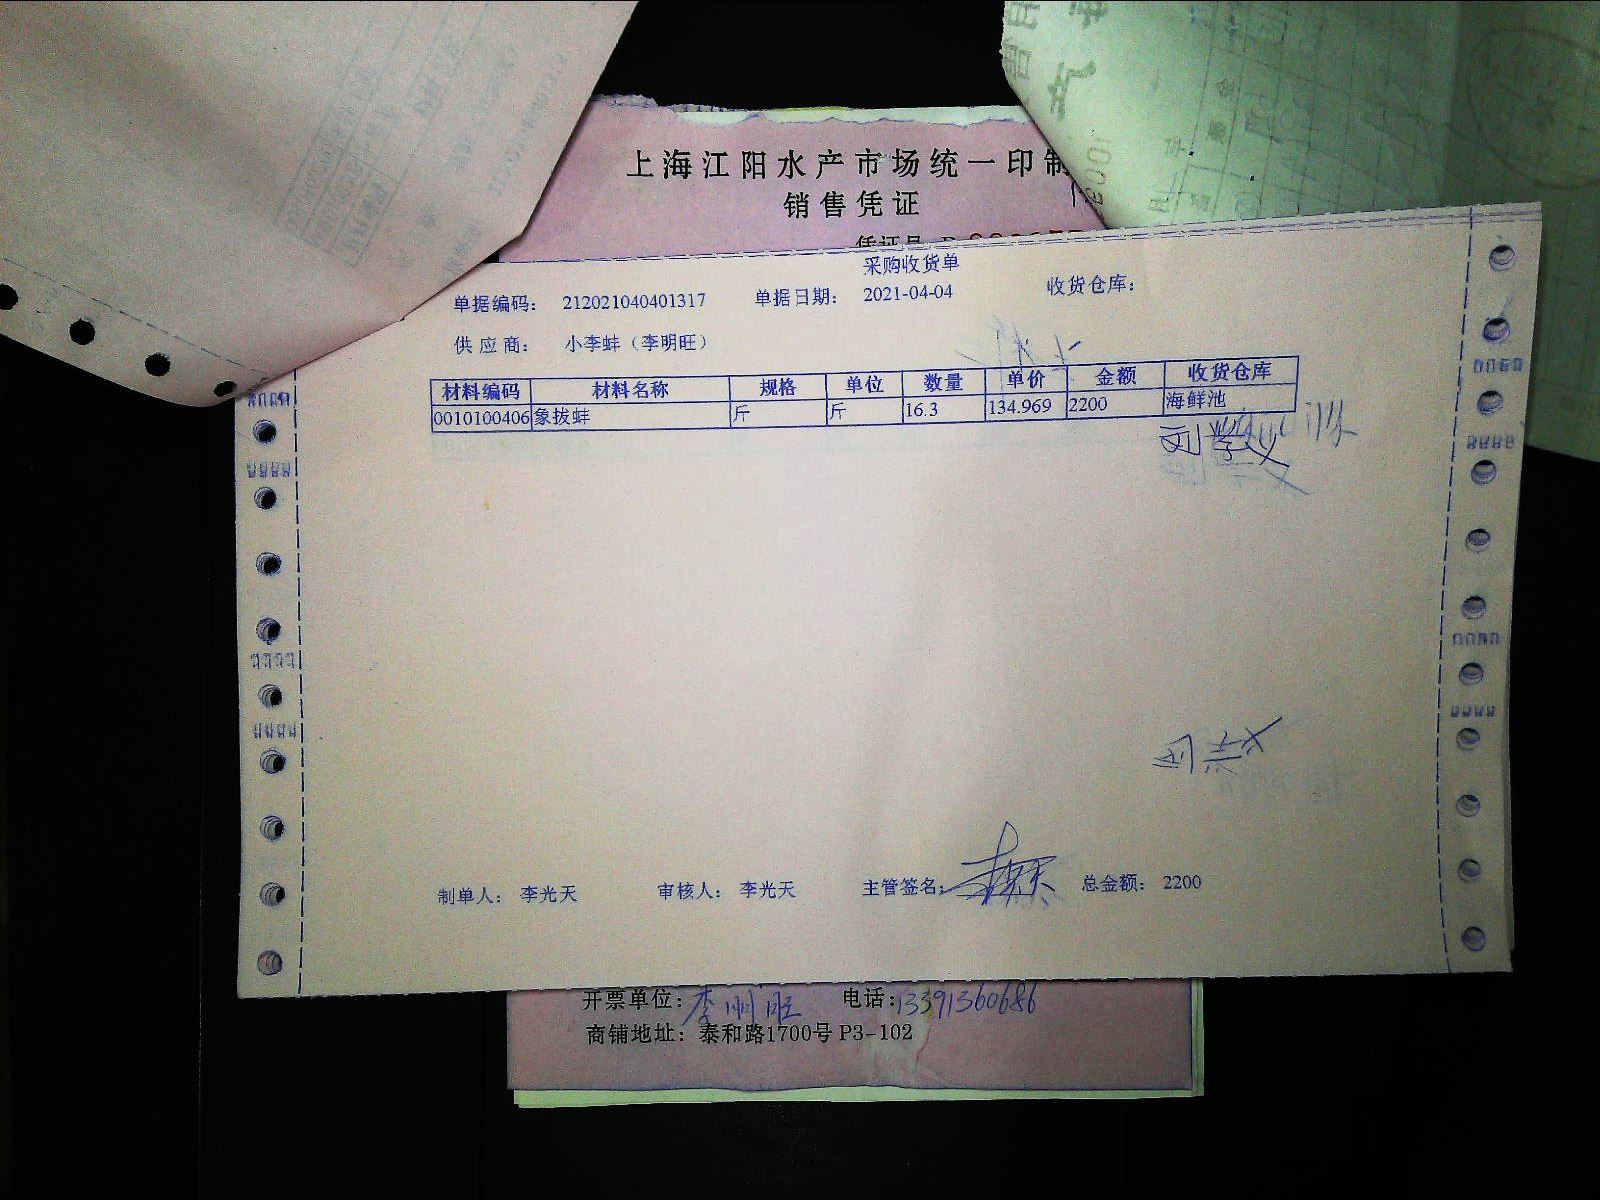 上海江阳水产市场统一印制
销售凭证
采购收货单
单据编码： 212021040401317 单据日期： 2021-04-04 收货仓库：
供应商： 小李蚌（李明旺）
材料编码 材料名称 规格 单位 数量 单价 金额 收货仓库
0010100406 象拔蚌 斤 斤 16.3 134.969 2200 海鲜池
制单人： 李光天 审核人： 李光天 主管签名： 总金额： 2200
开票单位：李明旺 电话：13391360686
商铺地址：泰和路1700号 P3-102